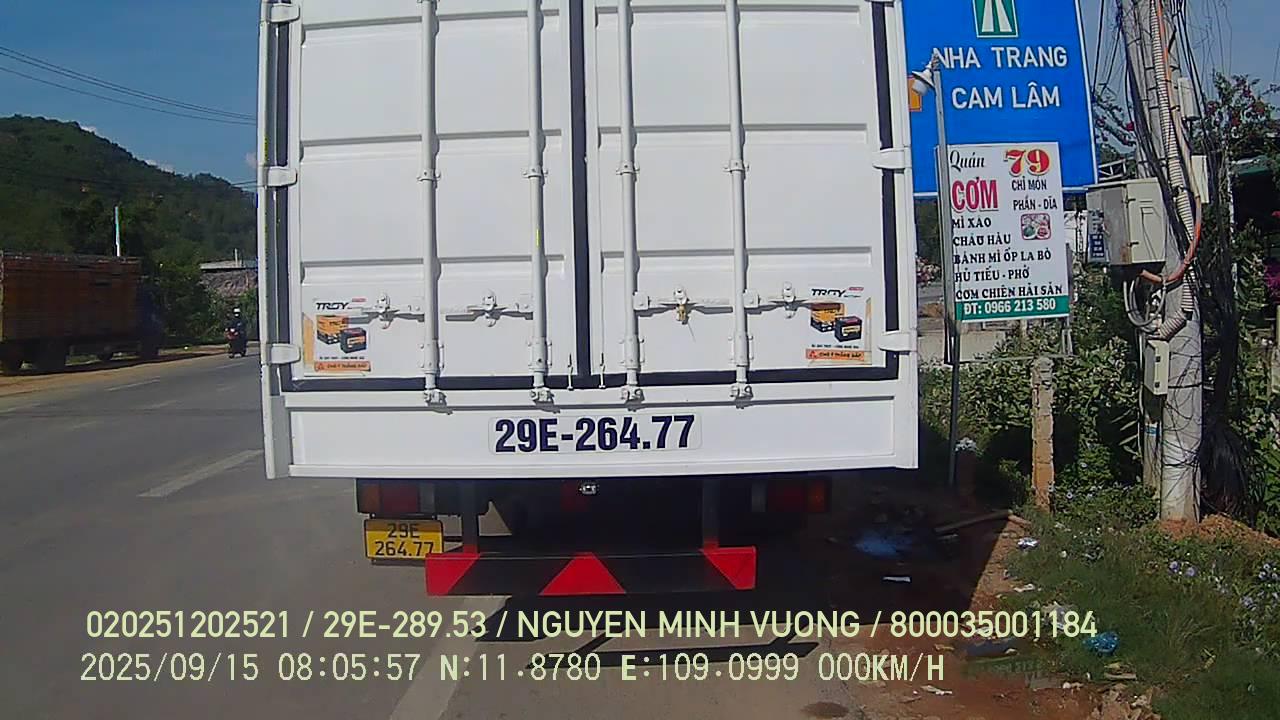 NHA TRANG
CAM LÂM
Quán 79
CƠM
CHỈ MÓN
PHẦN - DĨA
MÌ XÀO
CHÁO HÀU
BÁNH MÌ ỐP LA BÒ
HỦ TIẾU - PHỞ
CƠM CHIÊN HẢI SẢN
ĐT: 0966 213 580
TROY
TROY
29E-264.77
29E
264.77
020251202521 / 29E-289.53 / NGUYEN MINH VUONG / 800035001184
2025/09/15 08:05:57 N:11.8780 E:109.0999 000KM/H